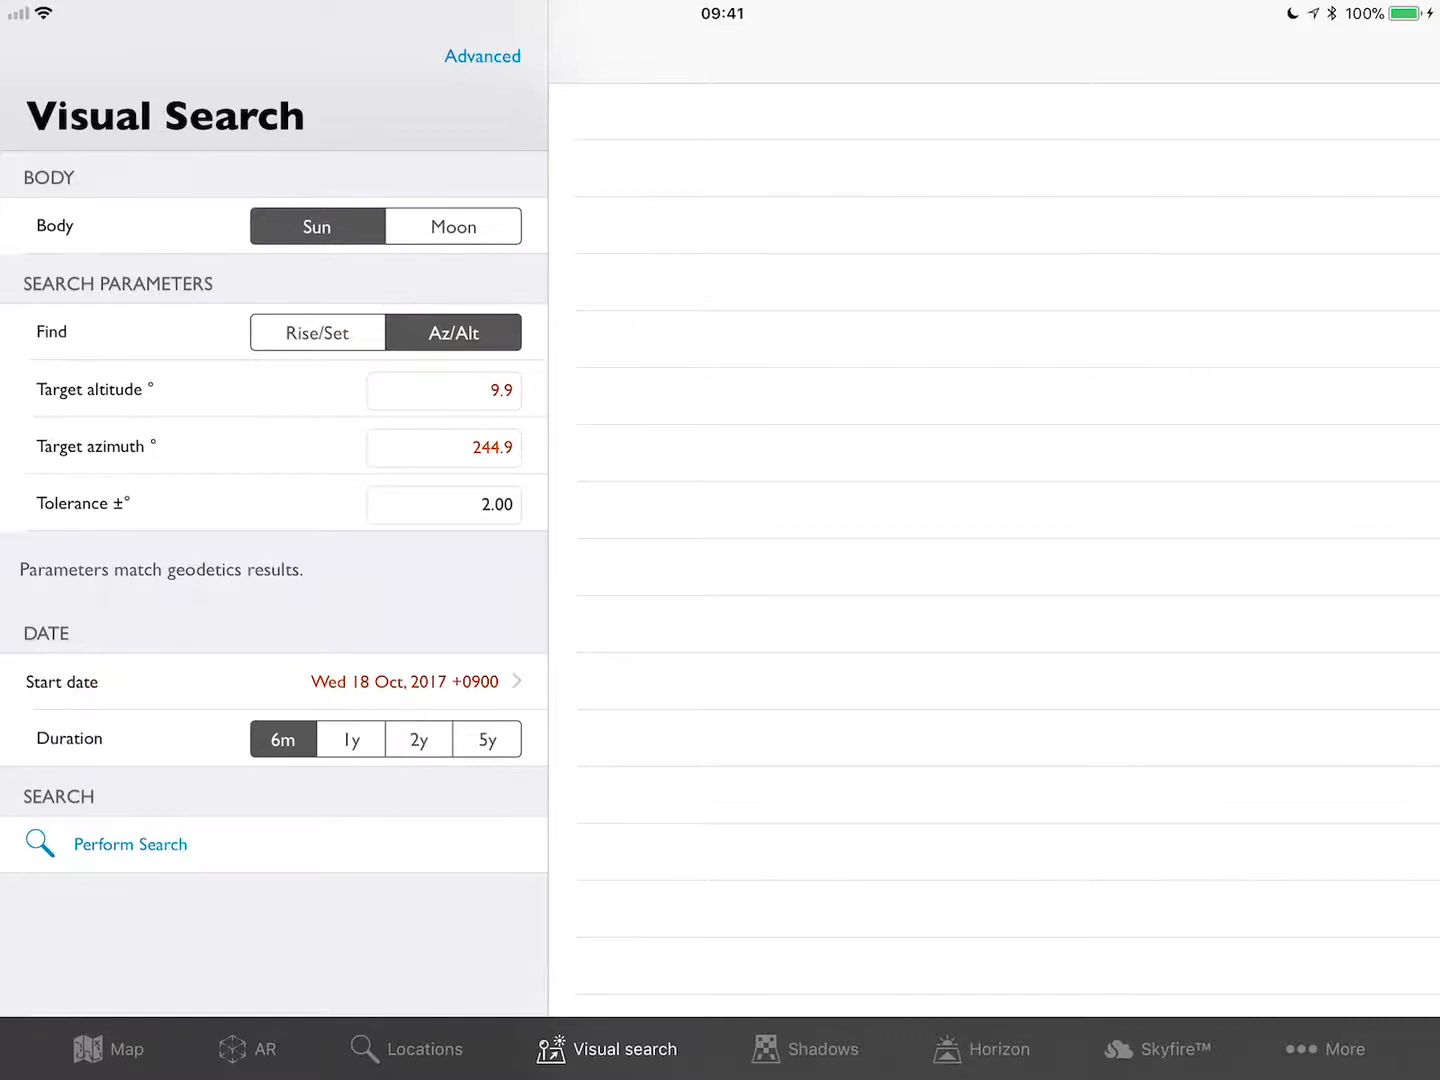 09:41
100%
Advanced
Visual Search
BODY
Body Sun Moon
SEARCH PARAMETERS
Find Rise/Set Az/Alt
Target altitude ° 9.9
Target azimuth ° 244.9
Tolerance ±° 2.00
Parameters match geodetics results.
DATE
Start date Wed 18 Oct, 2017 +0900
Duration 6m 1y 2y 5y
SEARCH
Perform Search
Map AR Locations Visual search Shadows Horizon Skyfire™ More